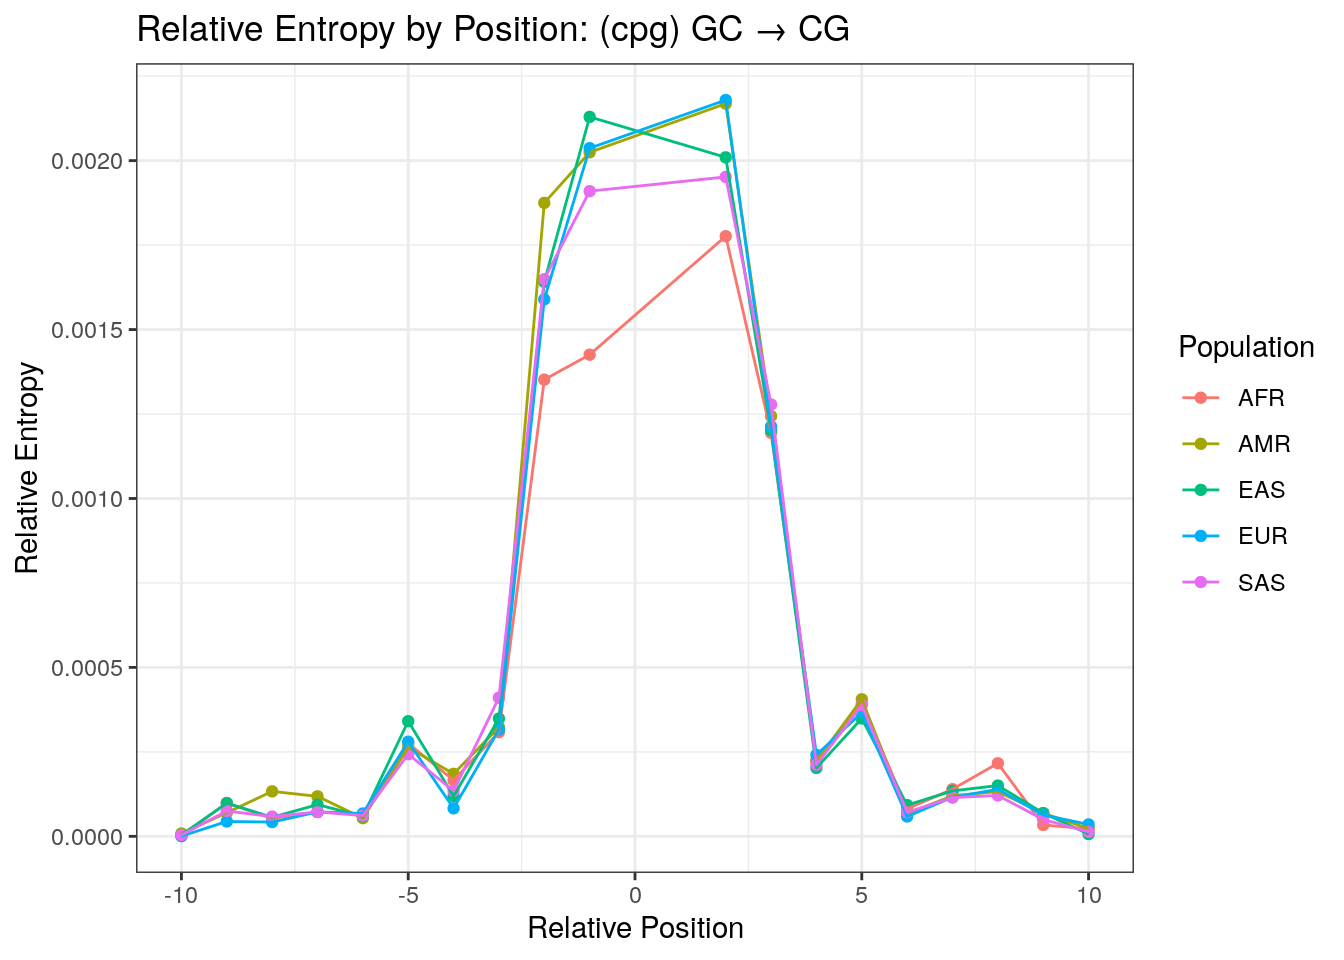 Relative Entropy by Position: (cpg) GC → CG
0.0020
0.0015
0.0010
0.0005
0.0000
Relative Entropy
-10 -5 0 5 10
Relative Position
Population
AFR
AMR
EAS
EUR
SAS